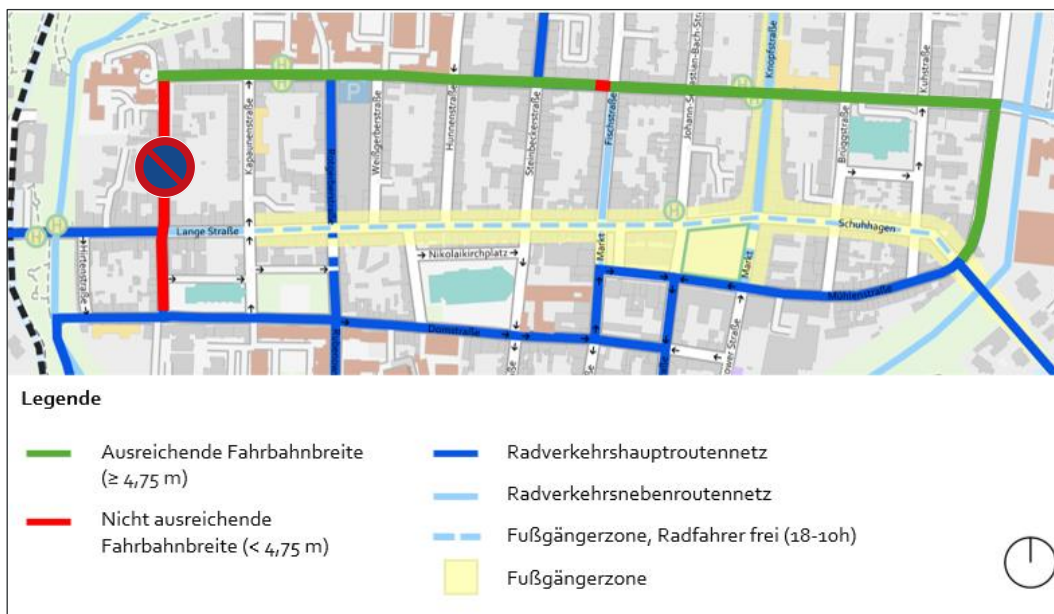 Knopfstraße
Kuhstraße
Johann-Sebastian-Bach-Straße
H
H
P
Kapaunenstraße
Weißgerberstraße
Hunnenstraße
Steinbeckerstraße
Fischstraße
Brüggstraße
H
H
H
Lange Straße
Schuhhagen
Hirtenstraße
Nikolaikirchplatz
Markt
Markt
Mühlenstraße
Domstraße
Legende
Ausreichende Fahrbahnbreite
(≥ 4,75 m)
Nicht ausreichende
Fahrbahnbreite (< 4,75 m)
Radverkehrshauptroutennetz
Radverkehrsnebenroutennetz
Fußgängerzone, Radfahrer frei (18-10h)
Fußgängerzone